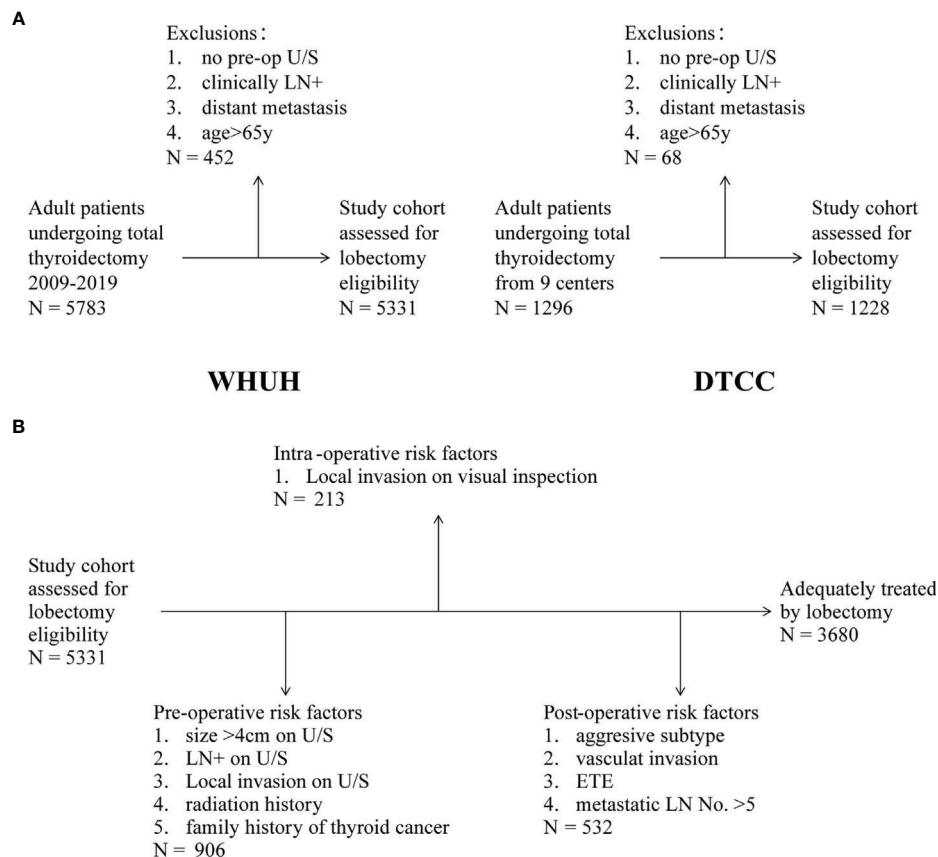 A
Exclusions：
1. no pre-op U/S
2. clinically LN+
3. distant metastasis
4. age>65y
N = 452
Adult patients
undergoing total
thyroidectomy
2009-2019
N = 5783
Study cohort
assessed for
lobectomy
eligibility
N = 5331
WHUH
Exclusions：
1. no pre-op U/S
2. clinically LN+
3. distant metastasis
4. age>65y
N = 68
Adult patients
undergoing total
thyroidectomy
from 9 centers
N = 1296
Study cohort
assessed for
lobectomy
eligibility
N = 1228
DTCC
B
Intra-operative risk factors
1. Local invasion on visual inspection
N = 213
Study cohort
assessed for
lobectomy
eligibility
N = 5331
Adequately treated
by lobectomy
N = 3680
Pre-operative risk factors
1. size >4cm on U/S
2. LN+ on U/S
3. Local invasion on U/S
4. radiation history
5. family history of thyroid cancer
N = 906
Post-operative risk factors
1. aggresive subtype
2. vasculat invasion
3. ETE
4. metastatic LN No. >5
N = 532